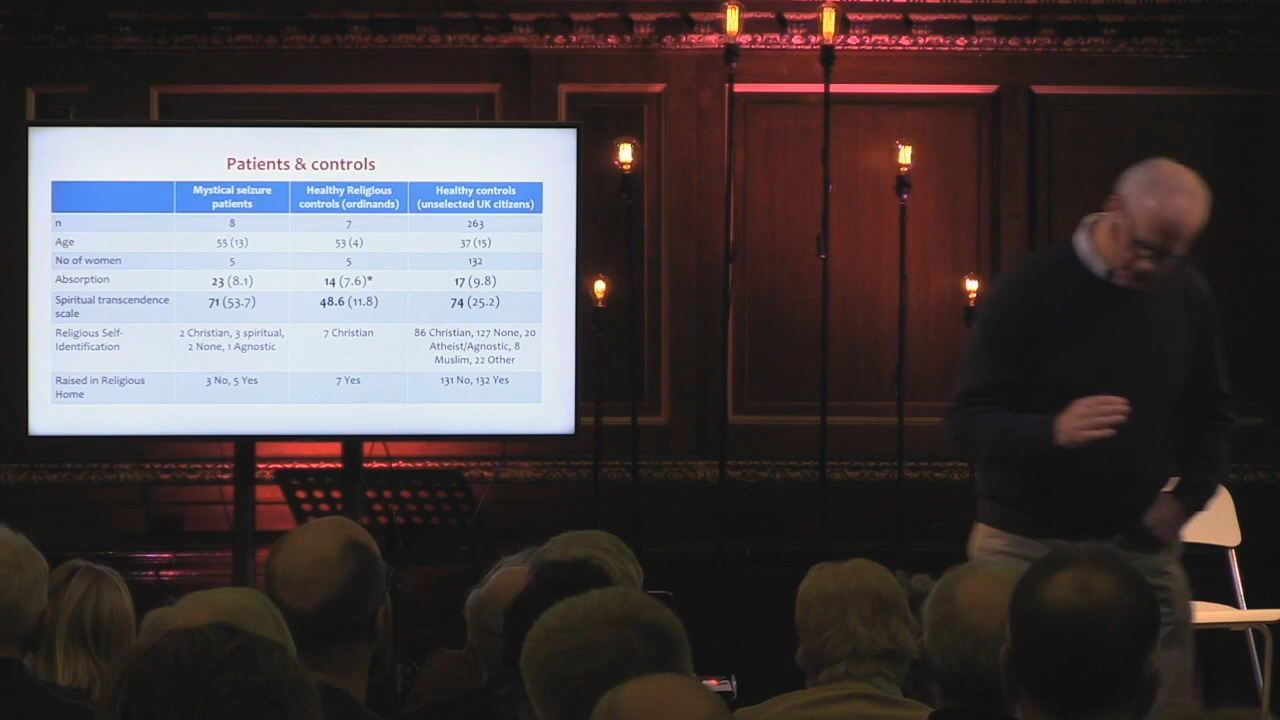 Patients & controls
Mystical seizure patients
Healthy Religious controls (ordinands)
Healthy controls (unselected UK citizens)
n 8 7 263
Age 55 (13) 53 (4) 37 (15)
No of women 5 5 132
Absorption 23 (8.1) 14 (7.6)* 17 (9.8)
Spiritual transcendence scale 71 (53.7) 48.6 (11.8) 74 (25.2)
Religious Self-Identification 2 Christian, 3 spiritual, 2 None, 1 Agnostic 7 Christian 86 Christian, 127 None, 20 Atheist/Agnostic, 8 Muslim, 22 Other
Raised in Religious Home 3 No, 5 Yes 7 Yes 131 No, 132 Yes